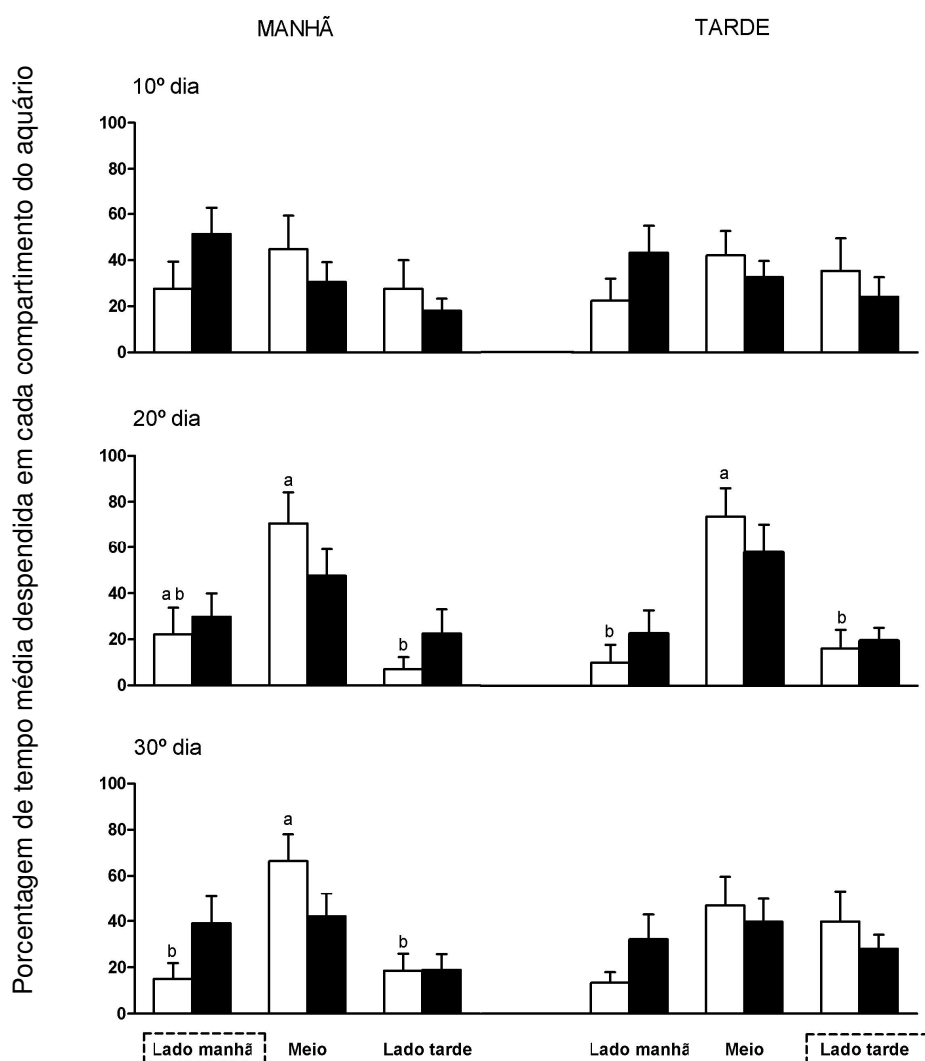 MANHÃ TARDE
Porcentagem de tempo média despendida em cada compartimento do aquário
10º dia
100
80
60
40
20
0
20º dia
100
80
60
40
20
0
a
a
a b
b
b
b
30º dia
100
80
60
40
20
0
a
b
b
Lado manhã Meio Lado tarde Lado manhã Meio Lado tarde